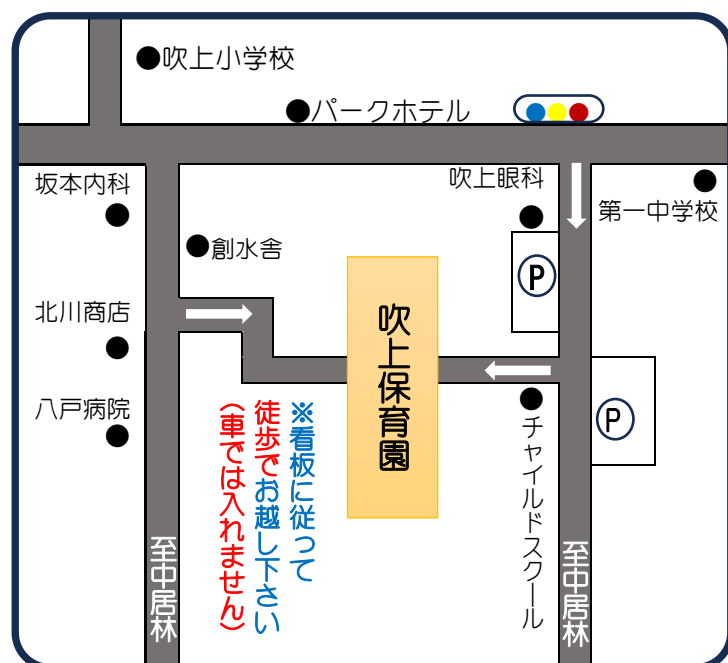 吹上小学校
パークホテル
坂本内科
吹上眼科
第一中学校
創水舎
P
北川商店
吹上保育園
八戸病院
P
チャイルドスクール
※看板に従って
徒歩でお越し下さい
(車では入れません)
至中居林
至中居林